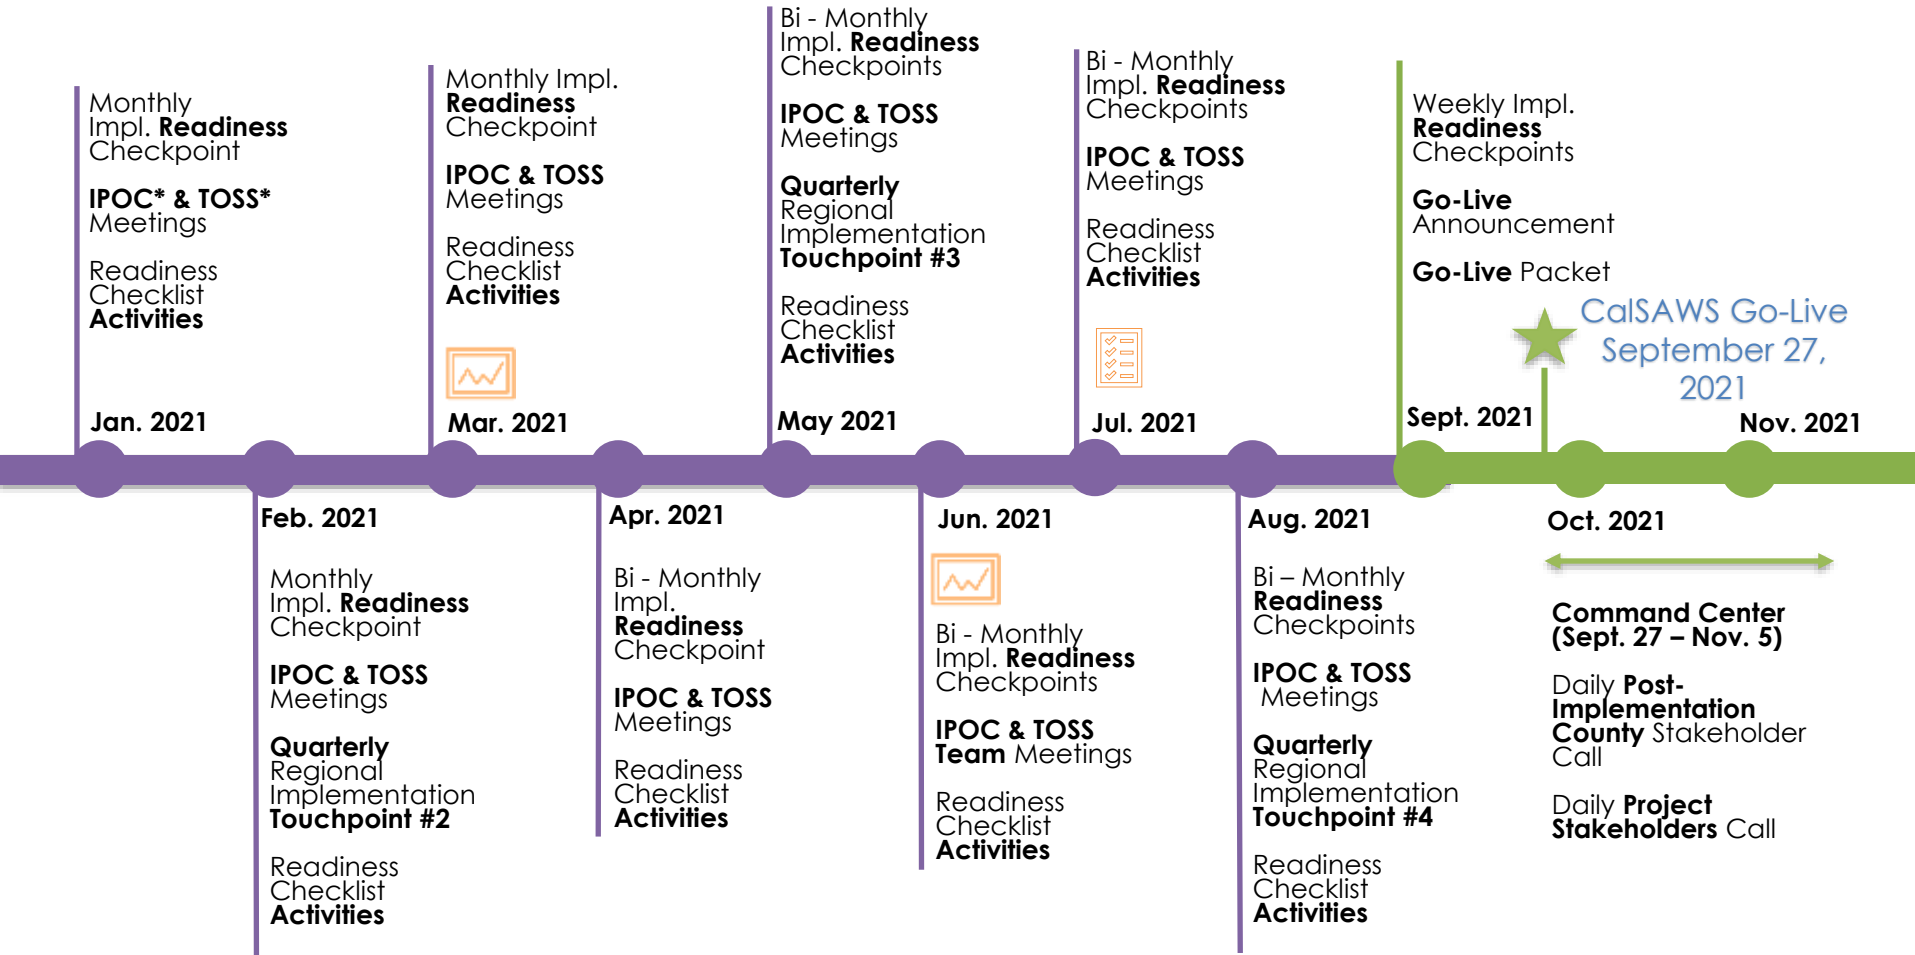 Monthly
Impl. Readiness
Checkpoint
IPOC* & TOSS*
Meetings
Readiness
Checklist
Activities
Jan. 2021
Monthly Impl.
Readiness
Checkpoint
IPOC & TOSS
Meetings
Readiness
Checklist
Activities
Mar. 2021
Bi - Monthly
Impl. Readiness
Checkpoints
IPOC & TOSS
Meetings
Quarterly
Regional
Implementation
Touchpoint #3
Readiness
Checklist
Activities
May 2021
Bi - Monthly
Impl. Readiness
Checkpoints
IPOC & TOSS
Meetings
Readiness
Checklist
Activities
Jul. 2021
Weekly Impl.
Readiness
Checkpoints
Go-Live
Announcement
Go-Live Packet
Sept. 2021
CalSAWS Go-Live
September 27,
2021
Nov. 2021
Feb. 2021
Monthly
Impl. Readiness
Checkpoint
IPOC & TOSS
Meetings
Quarterly
Regional
Implementation
Touchpoint #2
Readiness
Checklist
Activities
Apr. 2021
Bi - Monthly
Impl.
Readiness
Checkpoint
IPOC & TOSS
Meetings
Readiness
Checklist
Activities
Jun. 2021
Bi - Monthly
Impl. Readiness
Checkpoints
IPOC & TOSS
Team Meetings
Readiness
Checklist
Activities
Aug. 2021
Bi – Monthly
Readiness
Checkpoints
IPOC & TOSS
Meetings
Quarterly
Regional
Implementation
Touchpoint #4
Readiness
Checklist
Activities
Oct. 2021
Command Center
(Sept. 27 – Nov. 5)
Daily Post-
Implementation
County Stakeholder
Call
Daily Project
Stakeholders Call